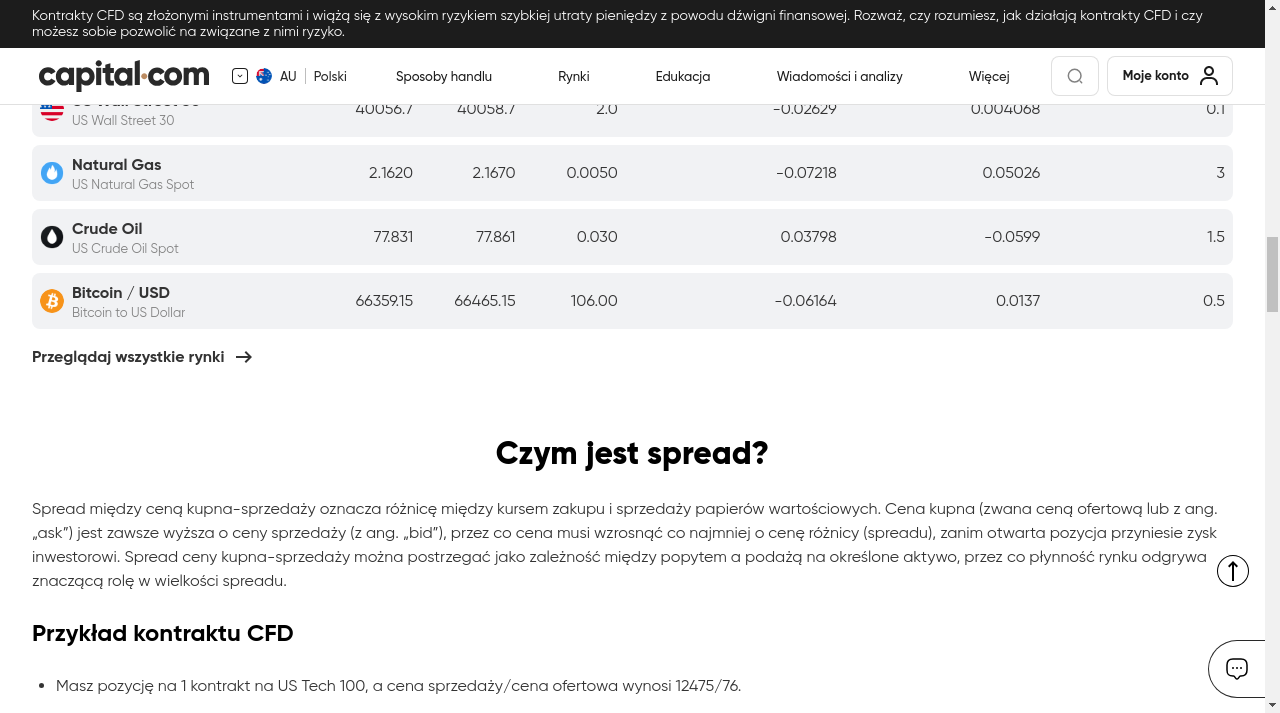 Kontrakty CFD są złożonymi instrumentami i wiążą się z wysokim ryzykiem szybkiej utraty pieniędzy z powodu dźwigni finansowej. Rozważ, czy rozumiesz, jak działają kontrakty CFD i czy
możesz sobie pozwolić na związane z nimi ryzyko.
capital.com AU Polski Sposoby handlu Rynki Edukacja Wiadomości i analizy Więcej Moje konto
40056.7 40058.7 2.0 -0.02629 0.004068 0.1
US Wall Street 30
Natural Gas
US Natural Gas Spot
2.1620 2.1670 0.0050 -0.07218 0.05026 3
Crude Oil
US Crude Oil Spot
77.831 77.861 0.030 0.03798 -0.0599 1.5
Bitcoin / USD
Bitcoin to US Dollar
66359.15 66465.15 106.00 -0.06164 0.0137 0.5
Przeglądaj wszystkie rynki
Czym jest spread?
Spread między ceną kupna-sprzedaży oznacza różnicę między kursem zakupu i sprzedaży papierów wartościowych. Cena kupna (zwana ceną ofertową lub z ang.
„ask”) jest zawsze wyższa o ceny sprzedaży (z ang. „bid”), przez co cena musi wzrosnąć co najmniej o cenę różnicy (spreadu), zanim otwarta pozycja przyniesie zysk
inwestorowi. Spread ceny kupna-sprzedaży można postrzegać jako zależność między popytem a podażą na określone aktywo, przez co płynność rynku odgrywa
znaczącą rolę w wielkości spreadu.
Przykład kontraktu CFD
Masz pozycję na 1 kontrakt na US Tech 100, a cena sprzedaży/cena ofertowa wynosi 12475/76.